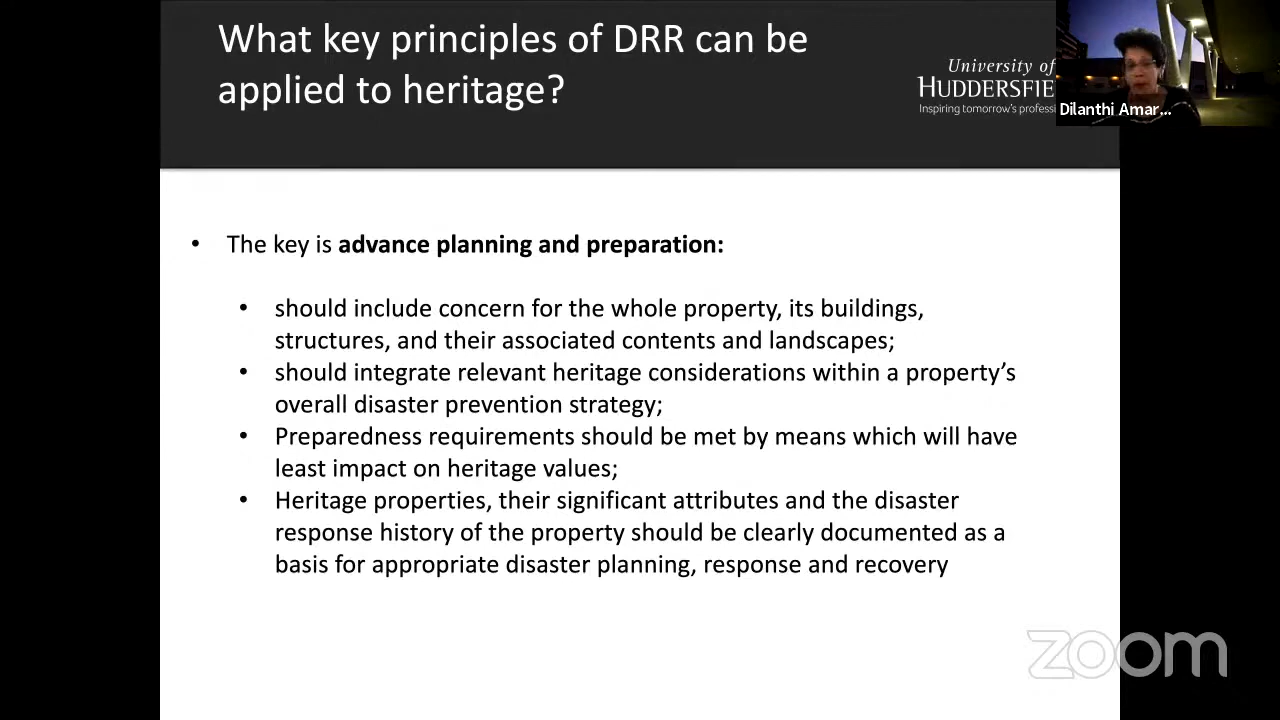 What key principles of DRR can be
applied to heritage?
University of
HUDDERSFIE
Inspiring tomorrow's professi
Dilanthi Amar...
• The key is advance planning and preparation:
• should include concern for the whole property, its buildings,
structures, and their associated contents and landscapes;
• should integrate relevant heritage considerations within a property's
overall disaster prevention strategy;
• Preparedness requirements should be met by means which will have
least impact on heritage values;
• Heritage properties, their significant attributes and the disaster
response history of the property should be clearly documented as a
basis for appropriate disaster planning, response and recovery
zoom